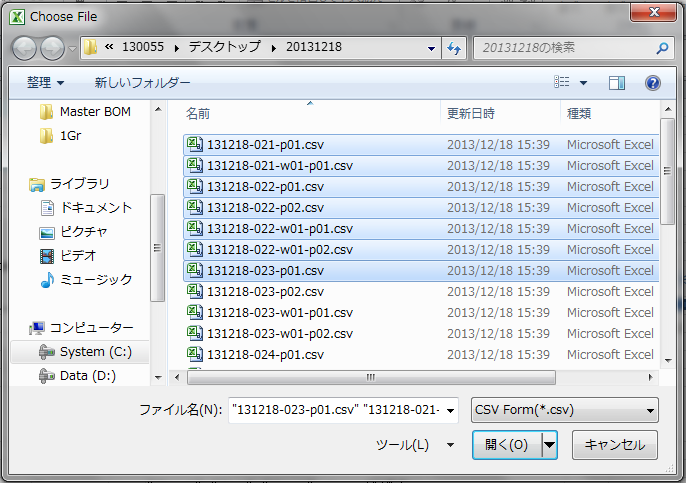 Choose File
« 130055 ▸ デスクトップ ▸ 20131218
20131218の検索
整理 新しいフォルダー
名前 更新日時 種類
Master BOM
1Gr
ライブラリ
ドキュメント
ピクチャ
ビデオ
ミュージック
コンピューター
System (C:)
Data (D:)
131218-021-p01.csv 2013/12/18 15:39 Microsoft Excel
131218-021-w01-p01.csv 2013/12/18 15:39 Microsoft Excel
131218-022-p01.csv 2013/12/18 15:39 Microsoft Excel
131218-022-p02.csv 2013/12/18 15:39 Microsoft Excel
131218-022-w01-p01.csv 2013/12/18 15:39 Microsoft Excel
131218-022-w01-p02.csv 2013/12/18 15:39 Microsoft Excel
131218-023-p01.csv 2013/12/18 15:39 Microsoft Excel
131218-023-p02.csv 2013/12/18 15:39 Microsoft Excel
131218-023-w01-p01.csv 2013/12/18 15:39 Microsoft Excel
131218-023-w01-p02.csv 2013/12/18 15:39 Microsoft Excel
131218-024-p01.csv 2013/12/18 15:39 Microsoft Excel
ファイル名(N): "131218-023-p01.csv" "131218-021- CSV Form(*.csv)
ツール(L) 開く(O) キャンセル